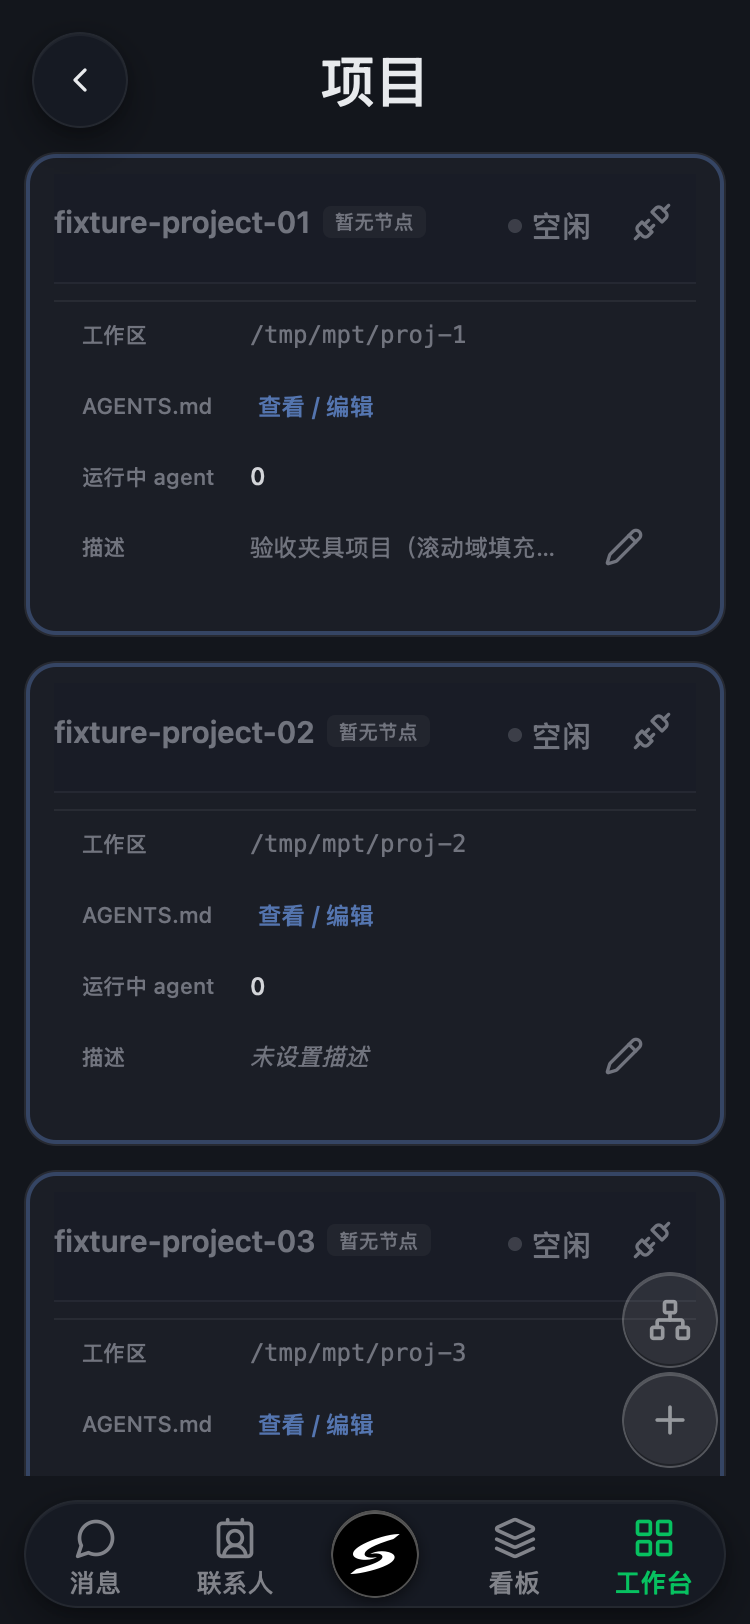 项目
fixture-project-01 暂无节点 空闲
工作区 /tmp/mpt/proj-1
AGENTS.md 查看 / 编辑
运行中 agent 0
描述 验收夹具项目（滚动域填充...
fixture-project-02 暂无节点 空闲
工作区 /tmp/mpt/proj-2
AGENTS.md 查看 / 编辑
运行中 agent 0
描述 未设置描述
fixture-project-03 暂无节点 空闲
工作区 /tmp/mpt/proj-3
AGENTS.md 查看 / 编辑
消息 联系人 看板 工作台